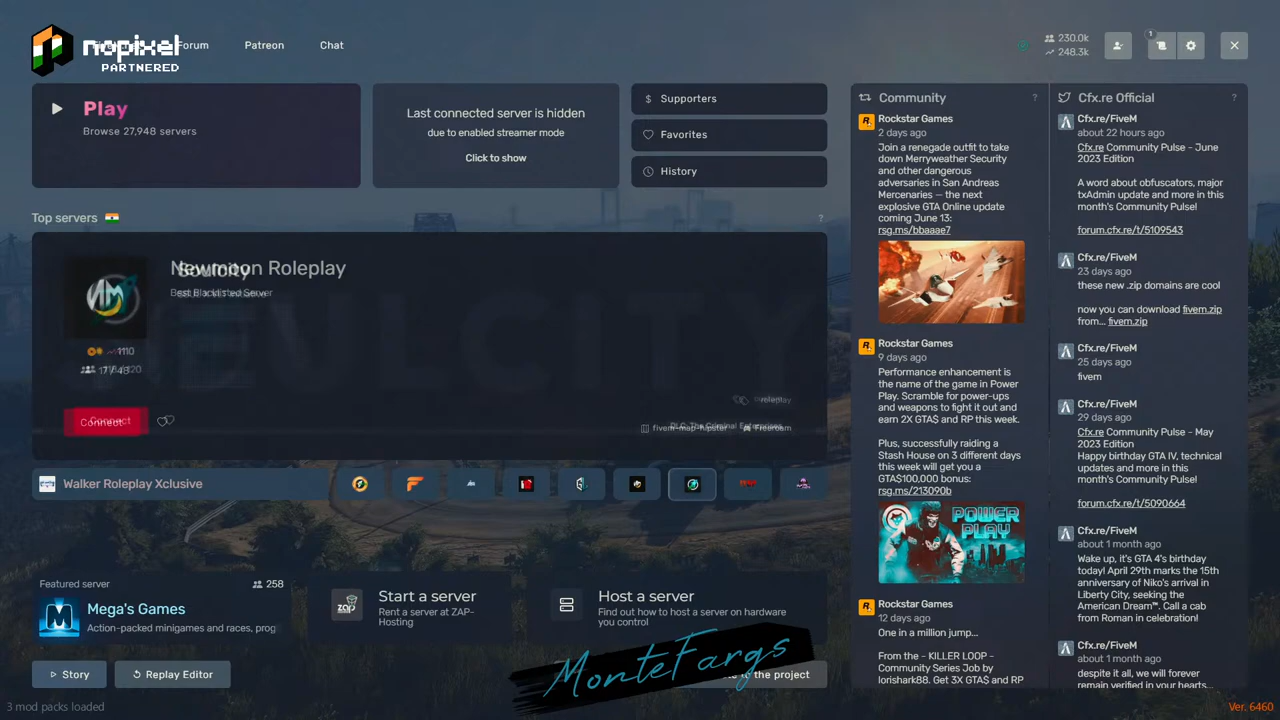 nopixel
PARTNERED
Forum
Patreon
Chat
230.0k
248.3k
1
Play
Browse 27,948 servers
Last connected server is hidden
due to enabled streamer mode
Click to show
Supporters
Favorites
History
Top servers
?
Roleplay
Best Blacklisted Server
1110
Connect
roleplay
fivem-map-hipster
Freeroam
Walker Roleplay Xclusive
Featured server
258
Mega's Games
Action-packed minigames and races, prog
Start a server
Rent a server at ZAP-
Hosting
Host a server
Find out how to host a server on hardware
you control
Story
Replay Editor
to the project
MonteFargs
3 mod packs loaded
Community
?
Rockstar Games
2 days ago
Join a renegade outfit to take
down Merryweather Security
and other dangerous
adversaries in San Andreas
Mercenaries — the next
explosive GTA Online update
coming June 13:
rsg.ms/bbaaae7
Rockstar Games
9 days ago
Performance enhancement is
the name of the game in Power
Play. Scramble for power-ups
and weapons to fight it out and
earn 2X GTA$ and RP this week.
Plus, successfully raiding a
Stash House on 3 different days
this week will get you a
GTA$100,000 bonus:
rsg.ms/213090b
POWER
PLAY
Rockstar Games
12 days ago
One in a million jump...
From the - KILLER LOOP -
Community Series Job by
lorishark88. Get 3X GTA$ and RP
Cfx.re Official
?
Cfx.re/FiveM
about 22 hours ago
Cfx.re Community Pulse - June
2023 Edition
A word about obfuscators, major
txAdmin update and more in this
month's Community Pulse!
forum.cfx.re/t/5109543
Cfx.re/FiveM
23 days ago
these new .zip domains are cool
now you can download fivem.zip
from... fivem.zip
Cfx.re/FiveM
25 days ago
fivem
Cfx.re/FiveM
29 days ago
Cfx.re Community Pulse - May
2023 Edition
Happy birthday GTA IV, technical
updates and more in this
month's Community Pulse!
forum.cfx.re/t/5090664
Cfx.re/FiveM
about 1 month ago
Wake up, it's GTA 4's birthday
today! April 29th marks the 15th
anniversary of Niko's arrival in
Liberty City, seeking the
American Dream™. Call a cab
from Roman in celebration!
Cfx.re/FiveM
about 1 month ago
despite it all, we will forever
remain verified in your hearts...
Ver. 6460